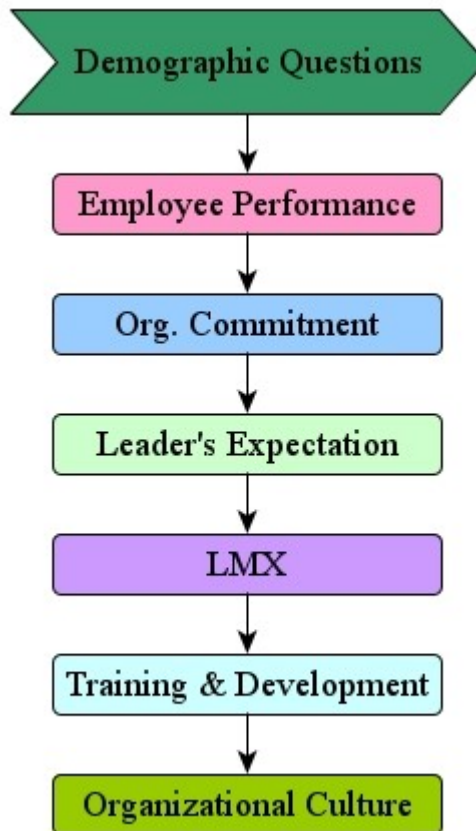 Demographic Questions
Employee Performance
Org. Commitment
Leader's Expectation
LMX
Training & Development
Organizational Culture